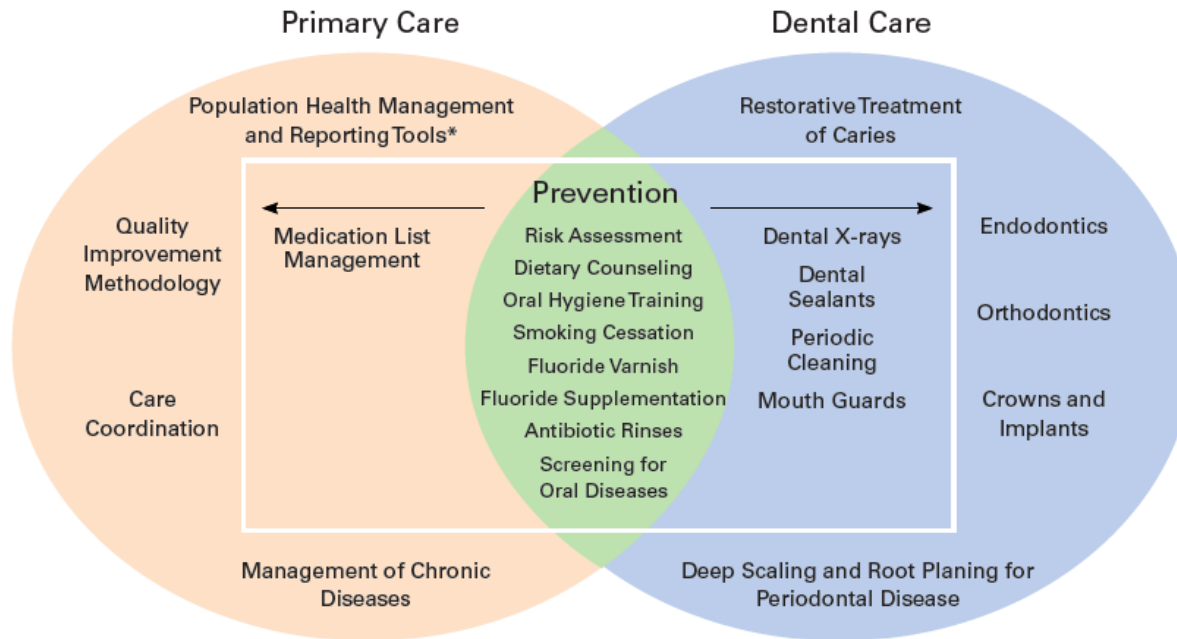 Primary Care
Dental Care
Population Health Management
and Reporting Tools*
Quality
Improvement
Methodology
Care
Coordination
Management of Chronic
Diseases
Medication List
Management
Prevention
Risk Assessment
Dietary Counseling
Oral Hygiene Training
Smoking Cessation
Fluoride Varnish
Fluoride Supplementation
Antibiotic Rinses
Screening for
Oral Diseases
Restorative Treatment
of Caries
Dental X-rays
Dental
Sealants
Periodic
Cleaning
Mouth Guards
Endodontics
Orthodontics
Crowns and
Implants
Deep Scaling and Root Planing for
Periodontal Disease